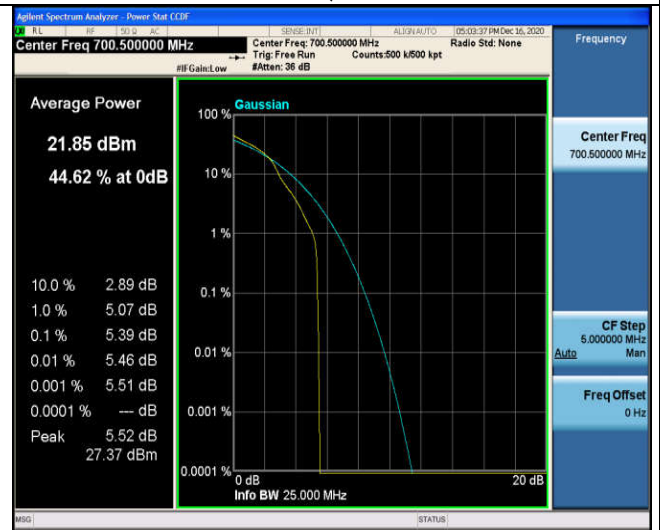 Agilent Spectrum Analyzer - Power Stat CCDF
RL RF 50 Ω AC SENSE:INT ALIGN AUTO 05:03:37 PM Dec 16, 2020
Center Freq 700.500000 MHz
Center Freq: 700.500000 MHz Radio Std: None
Trig: Free Run Counts:500 k/500 kpt
#IFGain:Low #Atten: 36 dB
Frequency
Average Power
21.85 dBm
44.62 % at 0dB
10.0 % 2.89 dB
1.0 % 5.07 dB
0.1 % 5.39 dB
0.01 % 5.46 dB
0.001 % 5.51 dB
0.0001 % --- dB
Peak 5.52 dB
27.37 dBm
Gaussian
100 %
10 %
1 %
0.1 %
0.01 %
0.001 %
0.0001 %
0 dB 20 dB
Info BW 25.000 MHz
Center Freq
700.500000 MHz
CF Step
5.000000 MHz
Auto Man
Freq Offset
0 Hz
MSG STATUS